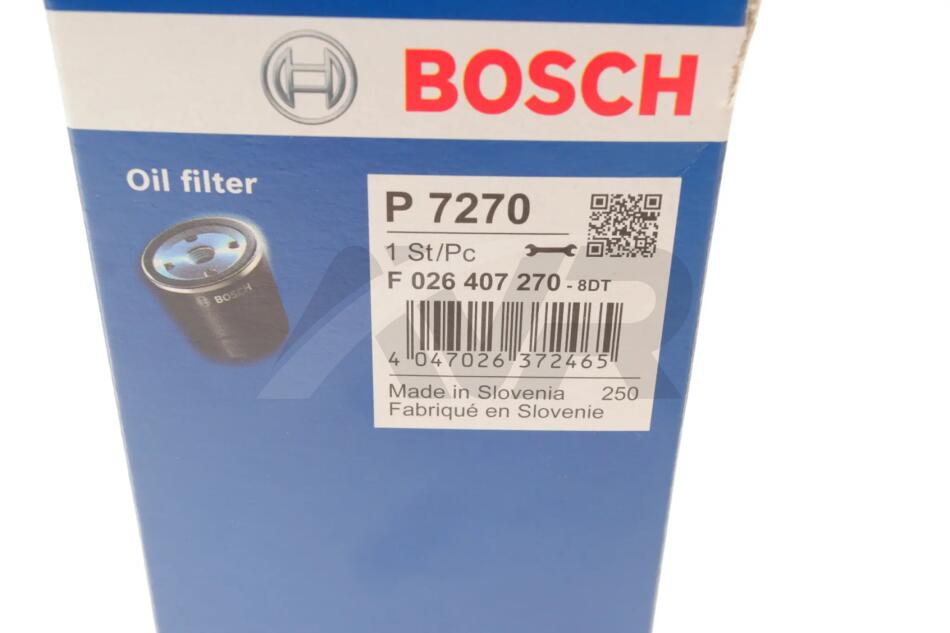 BOSCH
Oil filter
BOSCH
P 7270
1 St/Pc
F 026 407 270 - 8DT
4 047026 372465
Made in Slovenia 250
Fabriqué en Slovenie
AVR